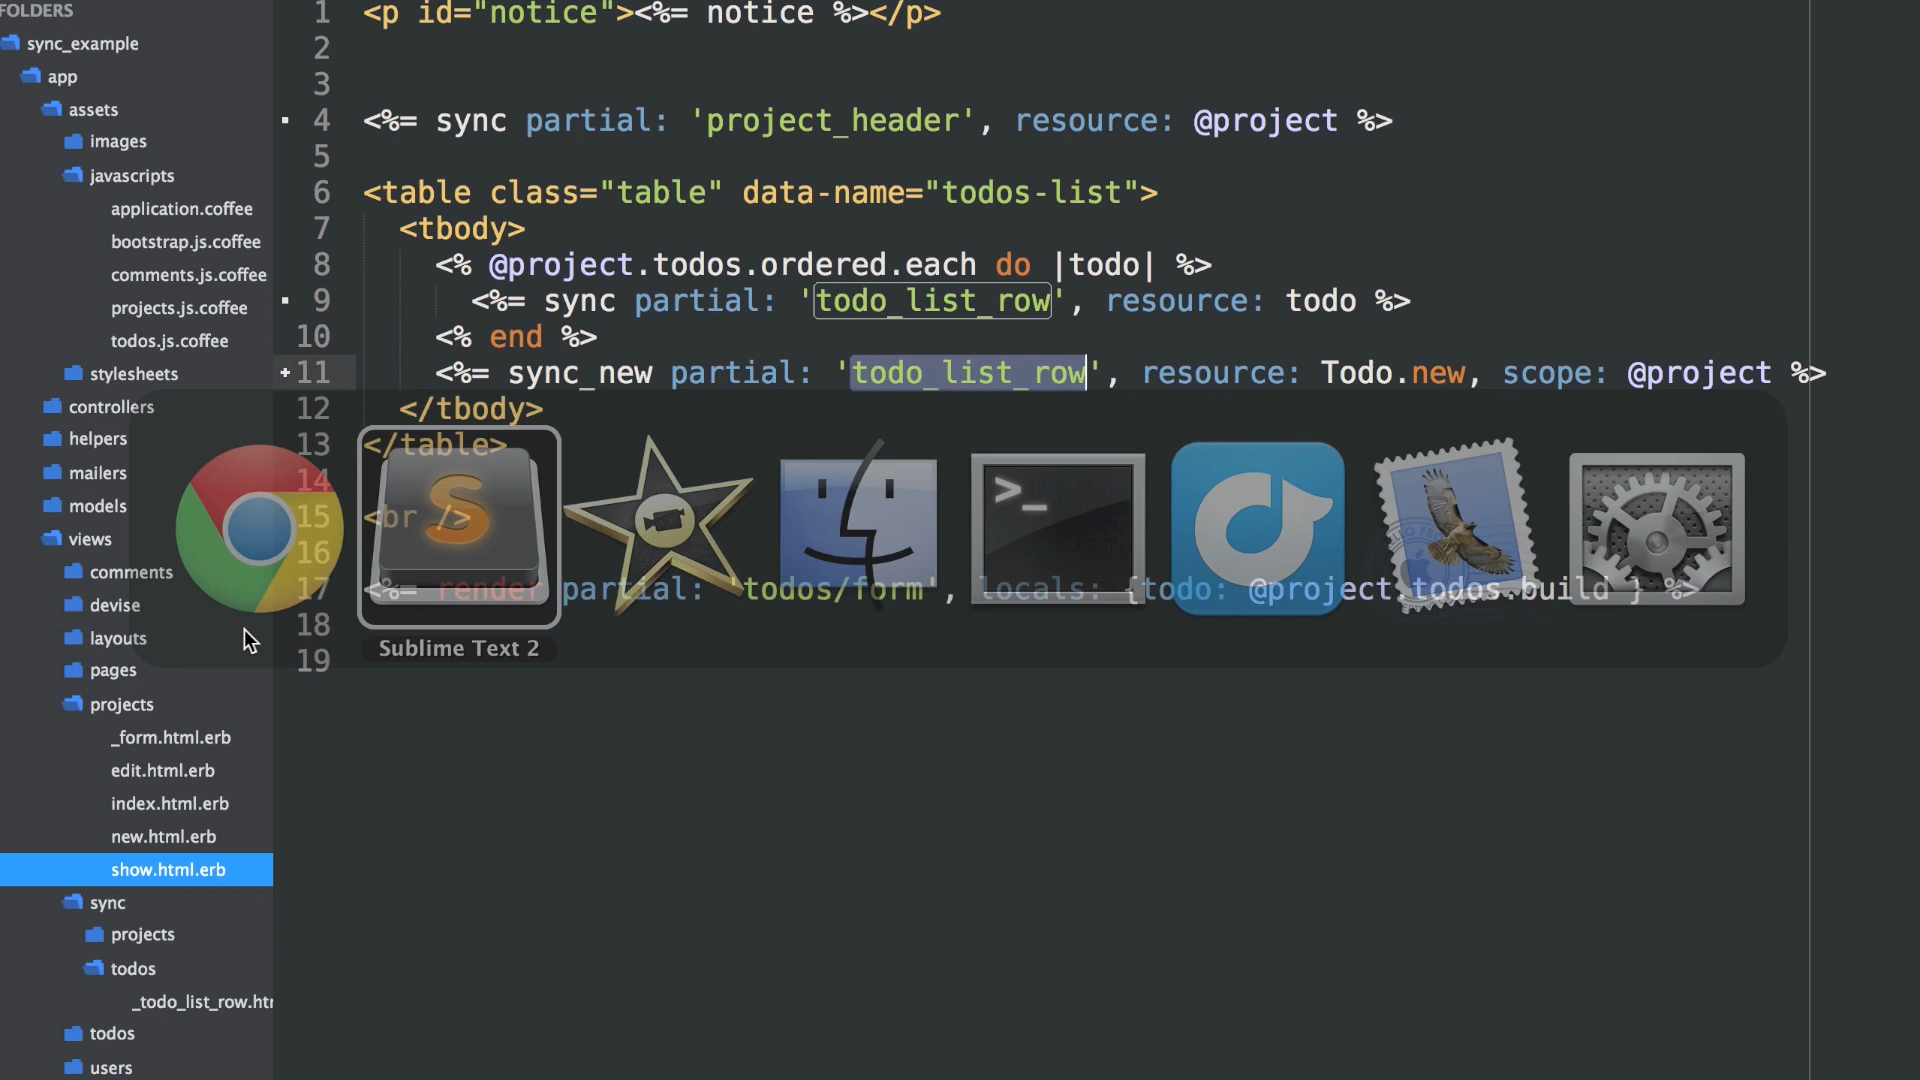 FOLDERS
sync_example
app
assets
images
javascripts
application.coffee
bootstrap.js.coffee
comments.js.coffee
projects.js.coffee
todos.js.coffee
stylesheets
controllers
helpers
mailers
models
views
comments
devise
layouts
pages
projects
_form.html.erb
edit.html.erb
index.html.erb
new.html.erb
show.html.erb
sync
projects
todos
_todo_list_row.htr
todos
users
1 <p id="notice"><%= notice %></p>
2
3
4 <%= sync partial: 'project_header', resource: @project %>
5
6 <table class="table" data-name="todos-list">
7 <tbody>
8 <% @project.todos.ordered.each do |todo| %>
9 <%= sync partial: 'todo_list_row', resource: todo %>
10 <% end %>
11 <%= sync_new partial: 'todo_list_row', resource: Todo.new, scope: @project %>
12 </tbody>
13 </table>
14
15 <br />
16
17 <%= render partial: 'todos/form', locals: {todo: @project.todos.build } %>
18
19
Sublime Text 2